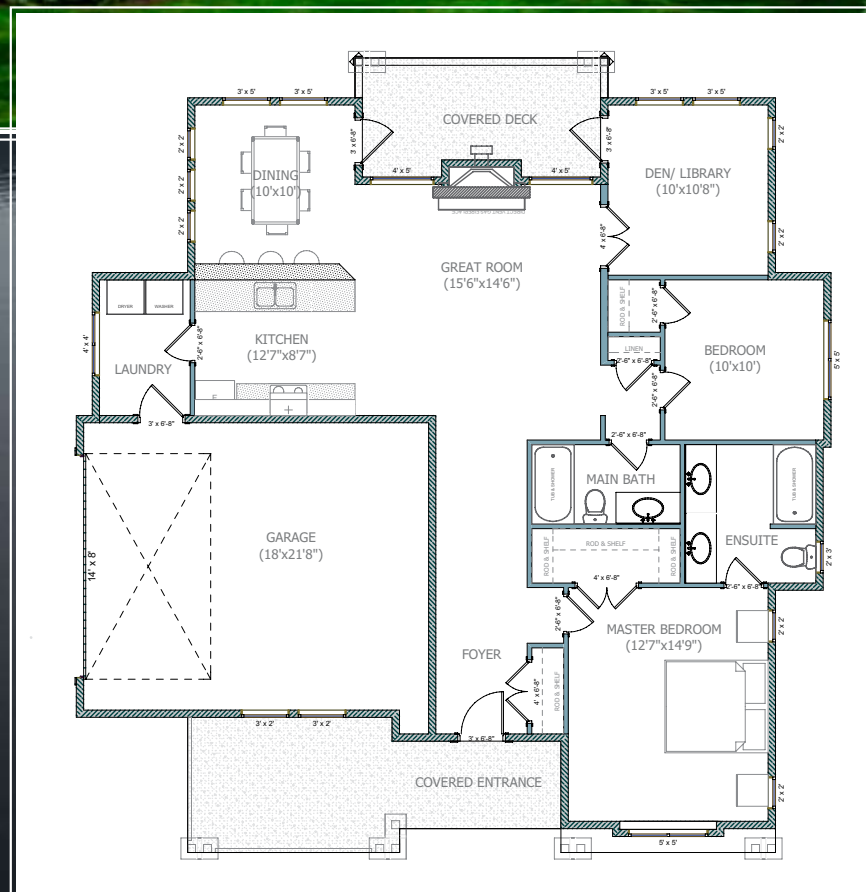 3' x 5'
3' x 5'
3' x 5'
3' x 5'
COVERED DECK
3 x 6'-8"
3 x 6'-8"
2' x 2'
2' x 2'
2' x 2'
2' x 2'
2' x 2'
DINING
(10'x10')
4' x 5'
4' x 5'
DEN/ LIBRARY
(10'x10'8")
4' x 6'-8"
GREAT ROOM
(15'6"x14'6")
DRYER
WASHER
KITCHEN
(12'7"x8'7")
LAUNDRY
4' x 4'
2'-6" x 6'-8"
3' x 6'-8"
ROD & SHELF
2'-6" x 6'-8"
LINEN
2'-6" x 6'-8"
2'-6" x 6'-8"
BEDROOM
(10'x10')
5' x 5'
2'-6" x 6'-8"
MAIN BATH
TUB & SHOWER
TUB & SHOWER
ENSUITE
2' x 3'
2'-6" x 6'-8"
ROD & SHELF
ROD & SHELF
ROD & SHELF
4' x 6'-8"
GARAGE
(18'x21'8")
14' x 8'
2'-6" x 6'-8"
MASTER BEDROOM
(12'7"x14'9")
2' x 2'
FOYER
4' x 6'-8"
ROD & SHELF
3' x 2'
3' x 2'
3' x 6'-8"
COVERED ENTRANCE
2' x 2'
5' x 5'